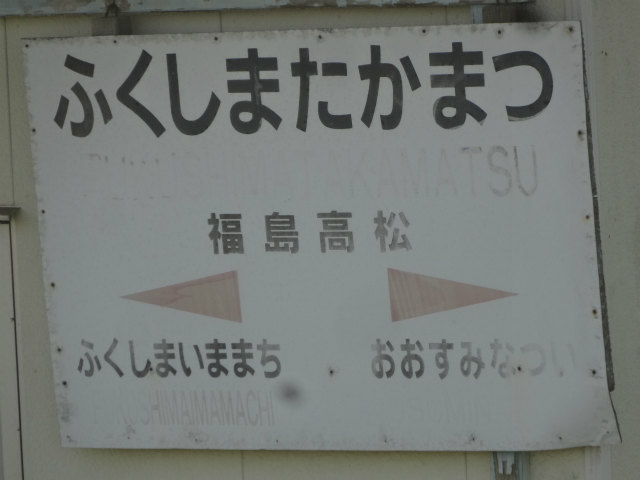 ふくしまたかまつ
FUKUSHIMATAKAMATSU
福島高松
ふくしまいままち おおすみなつい
SHIMAIMAMACHI